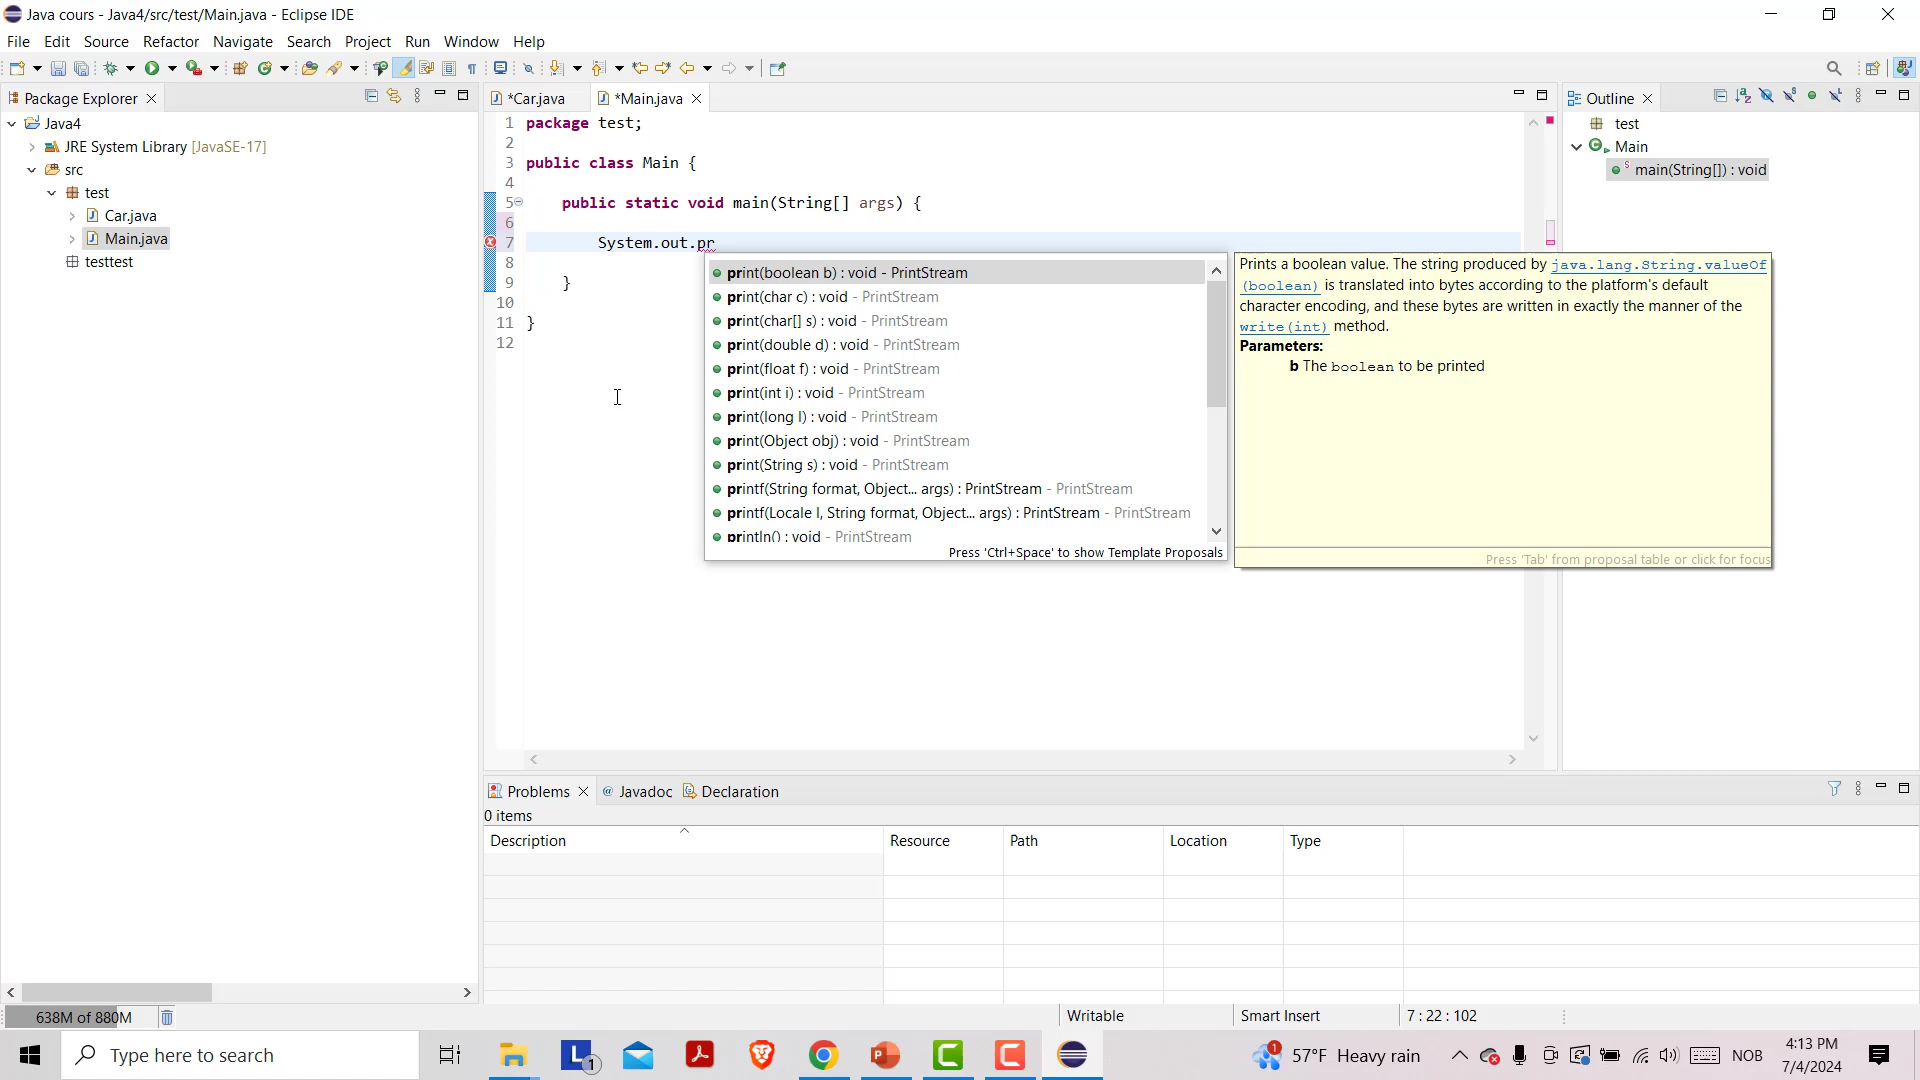 Java cours - Java4/src/test/Main.java - Eclipse IDE
File Edit Source Refactor Navigate Search Project Run Window Help
Package Explorer
Java4
JRE System Library [JavaSE-17]
src
test
Car.java
Main.java
testtest
638M of 880M
*Car.java
*Main.java
1 package test;
2
3 public class Main {
4
5 public static void main(String[] args) {
6
7 System.out.pr
8
9 }
10
11 }
12
print(boolean b) : void - PrintStream
print(char c) : void - PrintStream
print(char[] s) : void - PrintStream
print(double d) : void - PrintStream
print(float f) : void - PrintStream
print(int i) : void - PrintStream
print(long l) : void - PrintStream
print(Object obj) : void - PrintStream
print(String s) : void - PrintStream
printf(String format, Object... args) : PrintStream - PrintStream
printf(Locale l, String format, Object... args) : PrintStream - PrintStream
println() : void - PrintStream
Press 'Ctrl+Space' to show Template Proposals
Prints a boolean value. The string produced by java.lang.String.valueOf
(boolean) is translated into bytes according to the platform's default
character encoding, and these bytes are written in exactly the manner of the
write(int) method.
Parameters:
b The boolean to be printed
Press 'Tab' from proposal table or click for focus
Outline
test
Main
main(String[]) : void
Problems Javadoc Declaration
0 items
Description Resource Path Location Type
Writable Smart Insert 7 : 22 : 102
Type here to search
57°F Heavy rain
NOB
4:13 PM
7/4/2024